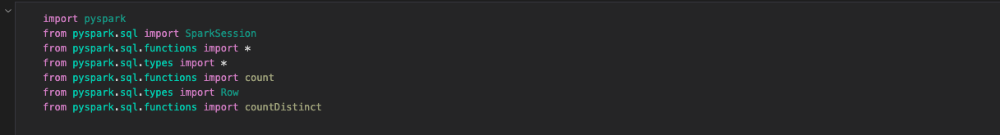 import pyspark
from pyspark.sql import SparkSession
from pyspark.sql.functions import *
from pyspark.sql.types import *
from pyspark.sql.functions import count
from pyspark.sql.types import Row
from pyspark.sql.functions import countDistinct